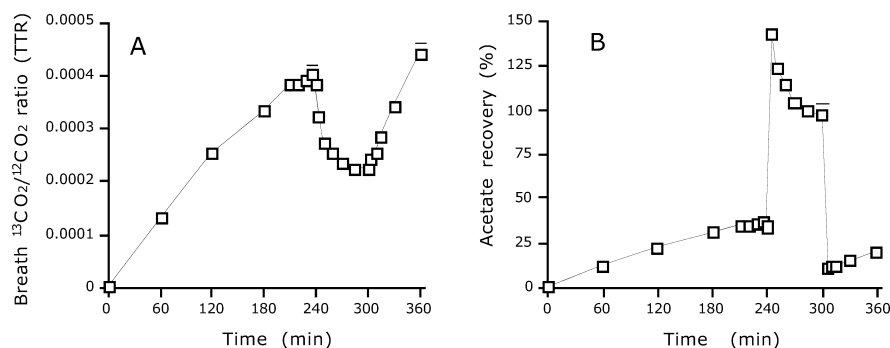 A
Breath ¹³CO₂/¹²CO₂ ratio (TTR)
0.0005
0.0004
0.0003
0.0002
0.0001
0
0 60 120 180 240 300 360
Time (min)
B
Acetate recovery (%)
150
125
100
75
50
25
0
0 60 120 180 240 300 360
Time (min)